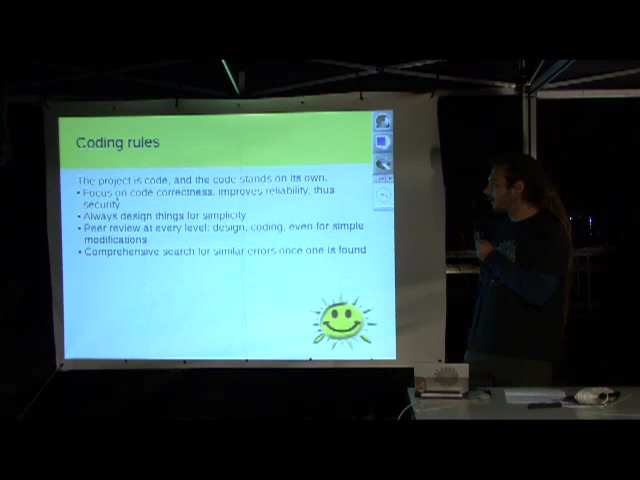 Coding rules
The project is code, and the code stands on its own.
• Focus on code correctness, improves reliability, thus
security
• Always design things for simplicity
• Peer review at every level: design, coding, even for simple
modifications
• Comprehensive search for similar errors once one is found